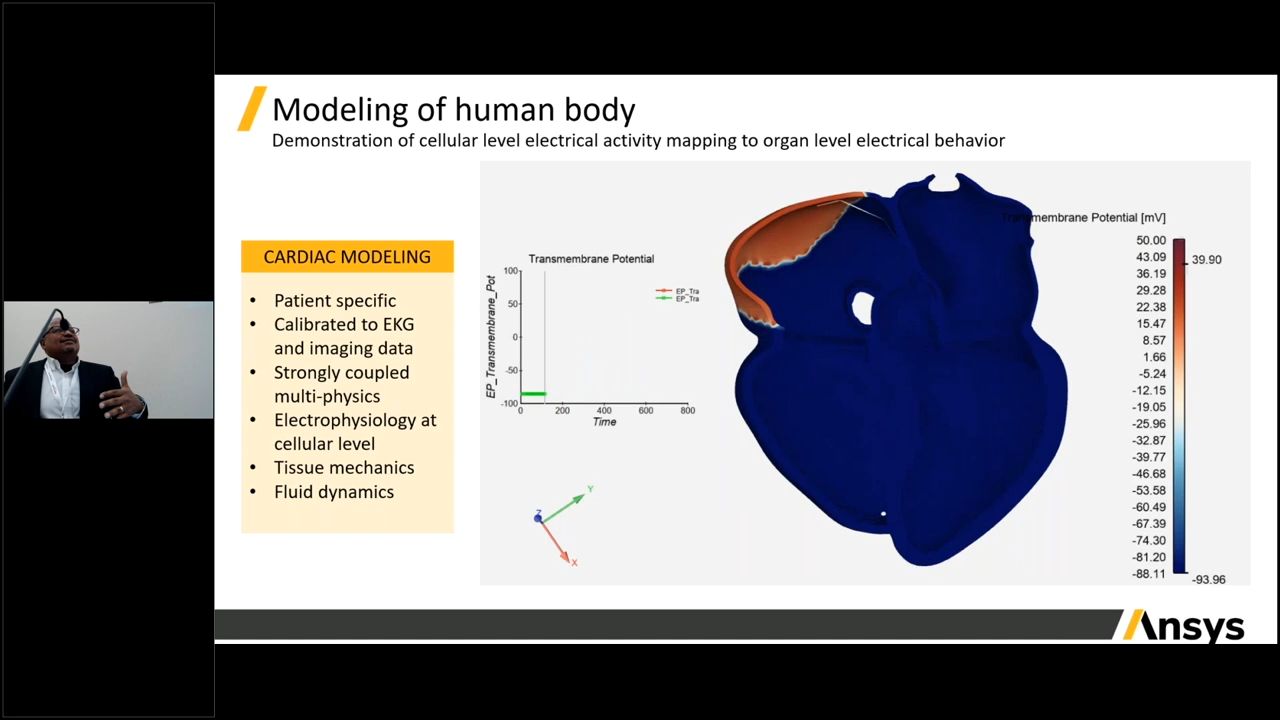 Modeling of human body
Demonstration of cellular level electrical activity mapping to organ level electrical behavior
CARDIAC MODELING
• Patient specific
• Calibrated to EKG
and imaging data
• Strongly coupled
multi-physics
• Electrophysiology at
cellular level
• Tissue mechanics
• Fluid dynamics
Transmembrane Potential
EP_Transmembrane_Pot
100
50
0
-50
-100
0
200
400
600
800
Time
EP_Tra
EP_Tra
Y
Z
X
Transmembrane Potential [mV]
50.00
43.09
36.19
29.28
22.38
15.47
8.57
1.66
-5.24
-12.15
-19.05
-25.96
-32.87
-39.77
-46.68
-53.58
-60.49
-67.39
-74.30
-81.20
-88.11
39.90
-93.96
Ansys